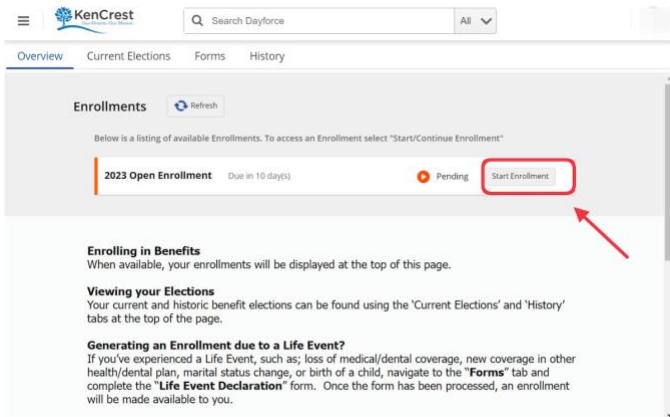 KenCrest
Search Dayforce
All
Overview Current Elections Forms History
Enrollments
Refresh
Below is a listing of available Enrollments. To access an Enrollment select "Start/Continue Enrollment"
2023 Open Enrollment Due in 10 day(s) Pending Start Enrollment
Enrolling in Benefits
When available, your enrollments will be displayed at the top of this page.
Viewing your Elections
Your current and historic benefit elections can be found using the 'Current Elections' and 'History'
tabs at the top of the page.
Generating an Enrollment due to a Life Event?
If you've experienced a Life Event, such as; loss of medical/dental coverage, new coverage in other
health/dental plan, marital status change, or birth of a child, navigate to the "Forms" tab and
complete the "Life Event Declaration" form. Once the form has been processed, an enrollment
will be made available to you.